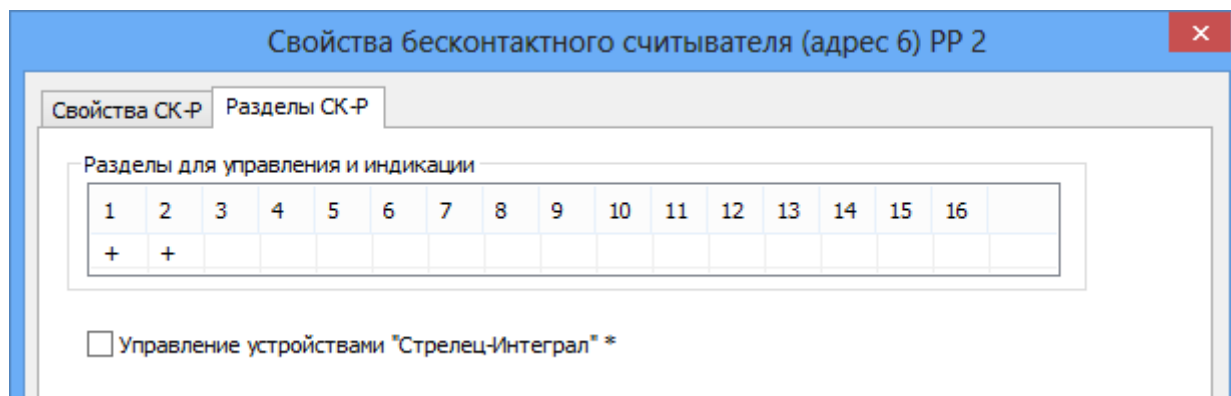 Свойства бесконтактного считывателя (адрес 6) РР 2
Свойства СК-Р Разделы СК-Р
Разделы для управления и индикации
1 2 3 4 5 6 7 8 9 10 11 12 13 14 15 16
+ +
Управление устройствами "Стрелец-Интеграл" *